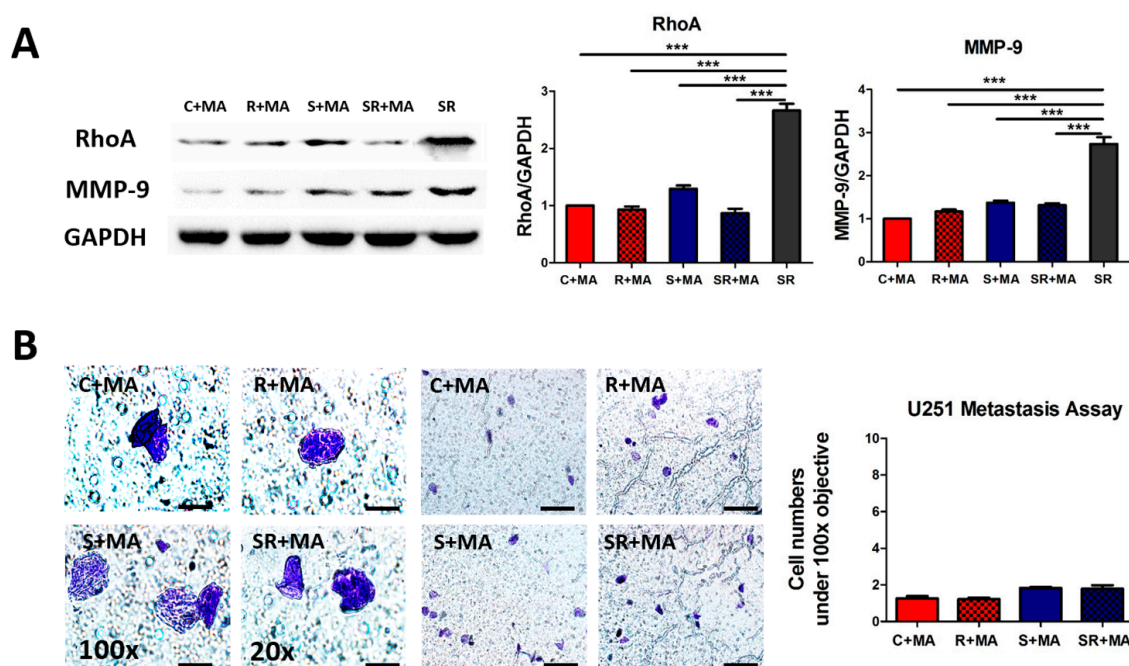 A
C+MA R+MA S+MA SR+MA SR
RhoA
MMP-9
GAPDH
RhoA
***
***
***
***
RhoA/GAPDH
3
2
1
0
C+MA R+MA S+MA SR+MA SR
MMP-9
***
***
***
***
MMP-9/GAPDH
4
3
2
1
0
C+MA R+MA S+MA SR+MA SR
B
C+MA R+MA C+MA R+MA
S+MA SR+MA S+MA SR+MA
100x 20x
U251 Metastasis Assay
Cell numbers
under 100x objective
10
8
6
4
2
0
C+MA R+MA S+MA SR+MA